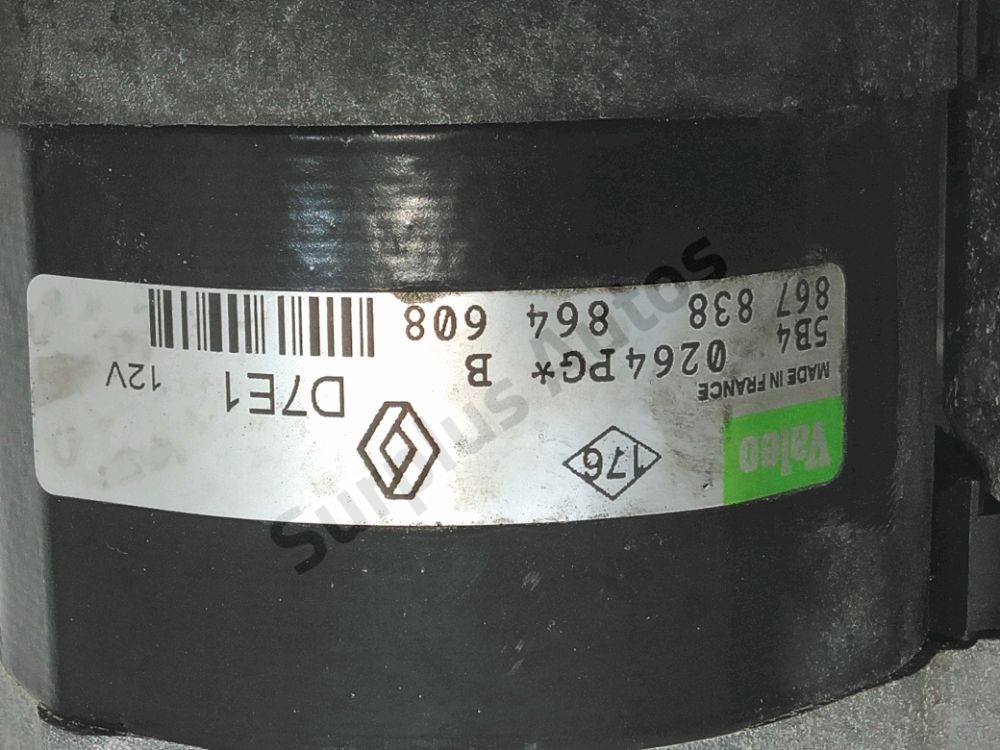 Valeo 176
MADE IN FRANCE D7E1 12V
5B4 0264PG* B
867 838 864 608
Surplus Autos